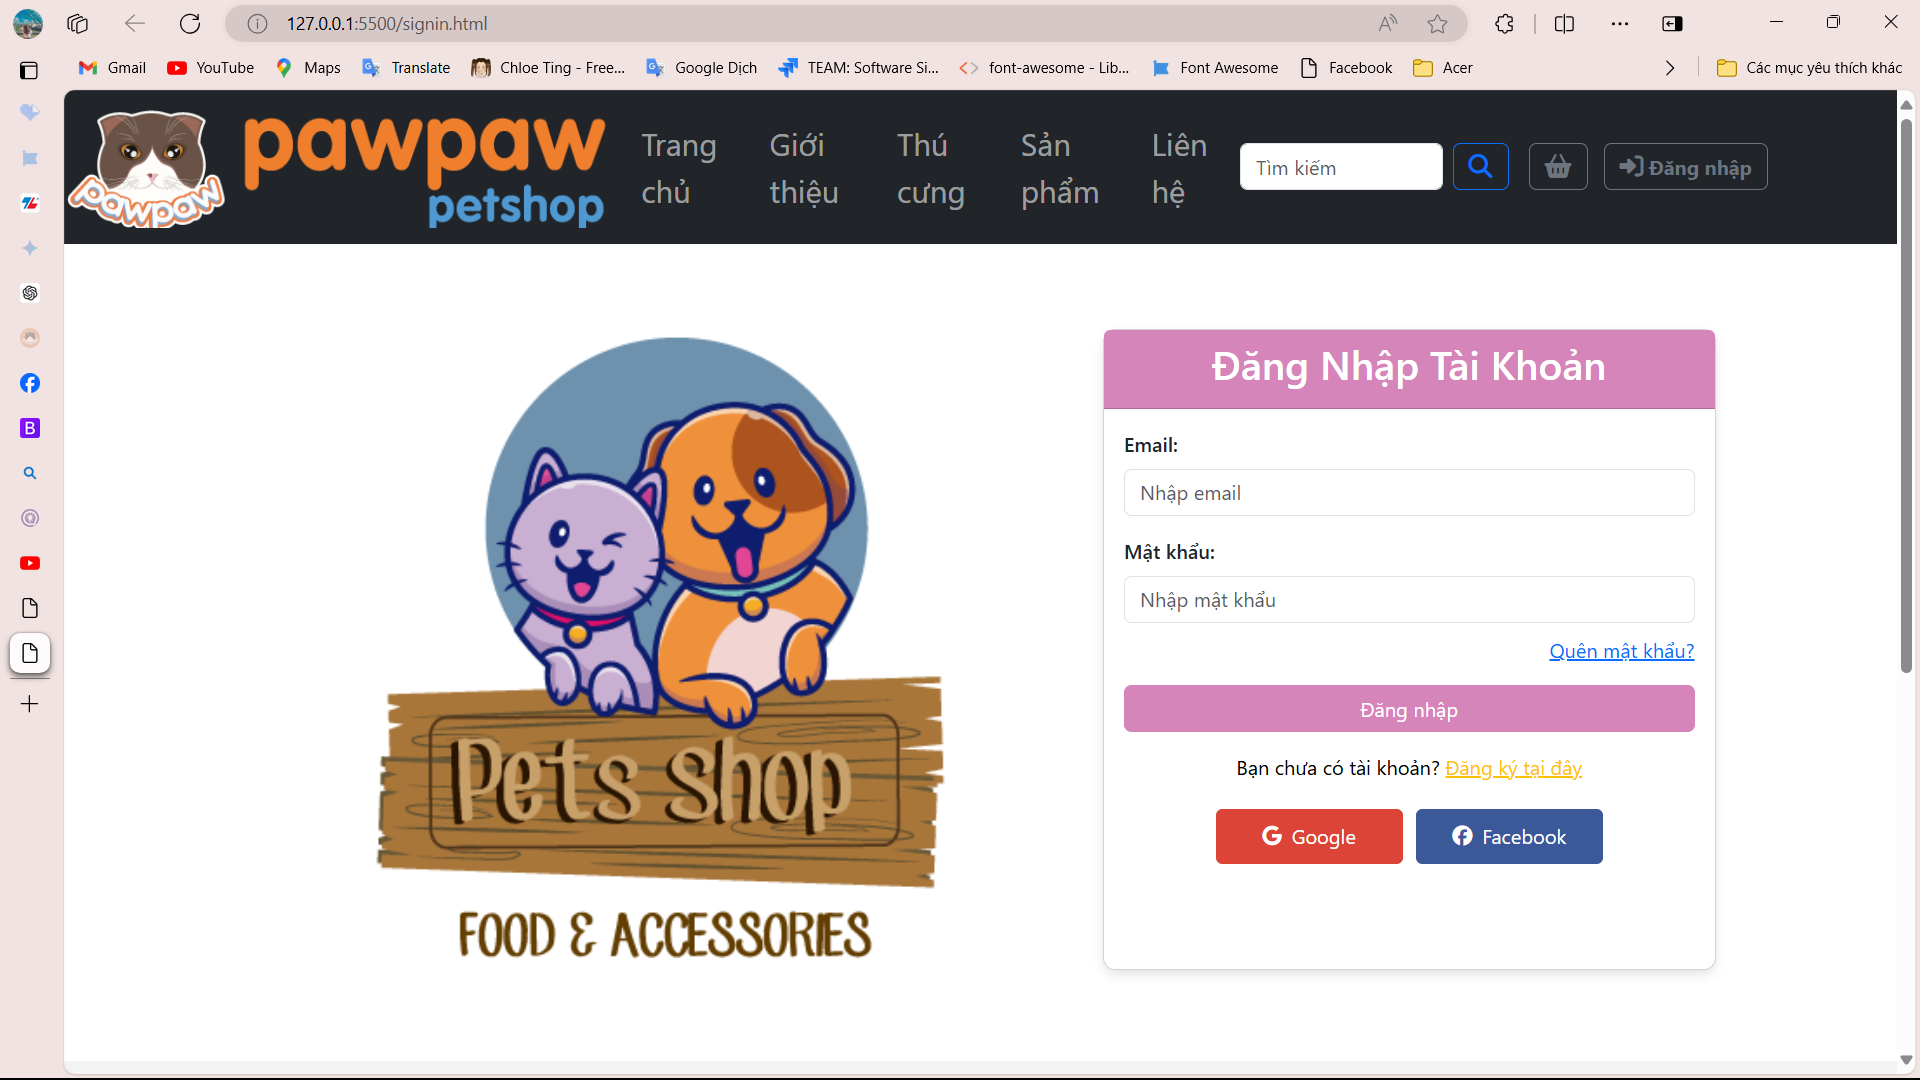 127.0.0.1:5500/signin.html
Gmail
YouTube
Maps
Translate
Chloe Ting - Free...
Google Dịch
TEAM: Software Si...
font-awesome - Lib...
Font Awesome
Facebook
Acer
Các mục yêu thích khác
pawpaw
pawpaw
petshop
Trang chủ
Giới thiệu
Thú cưng
Sản phẩm
Liên hệ
Tìm kiếm
Đăng nhập
Pets Shop
FOOD & ACCESSORIES
Đăng Nhập Tài Khoản
Email:
Nhập email
Mật khẩu:
Nhập mật khẩu
Quên mật khẩu?
Đăng nhập
Bạn chưa có tài khoản? Đăng ký tại đây
Google
Facebook